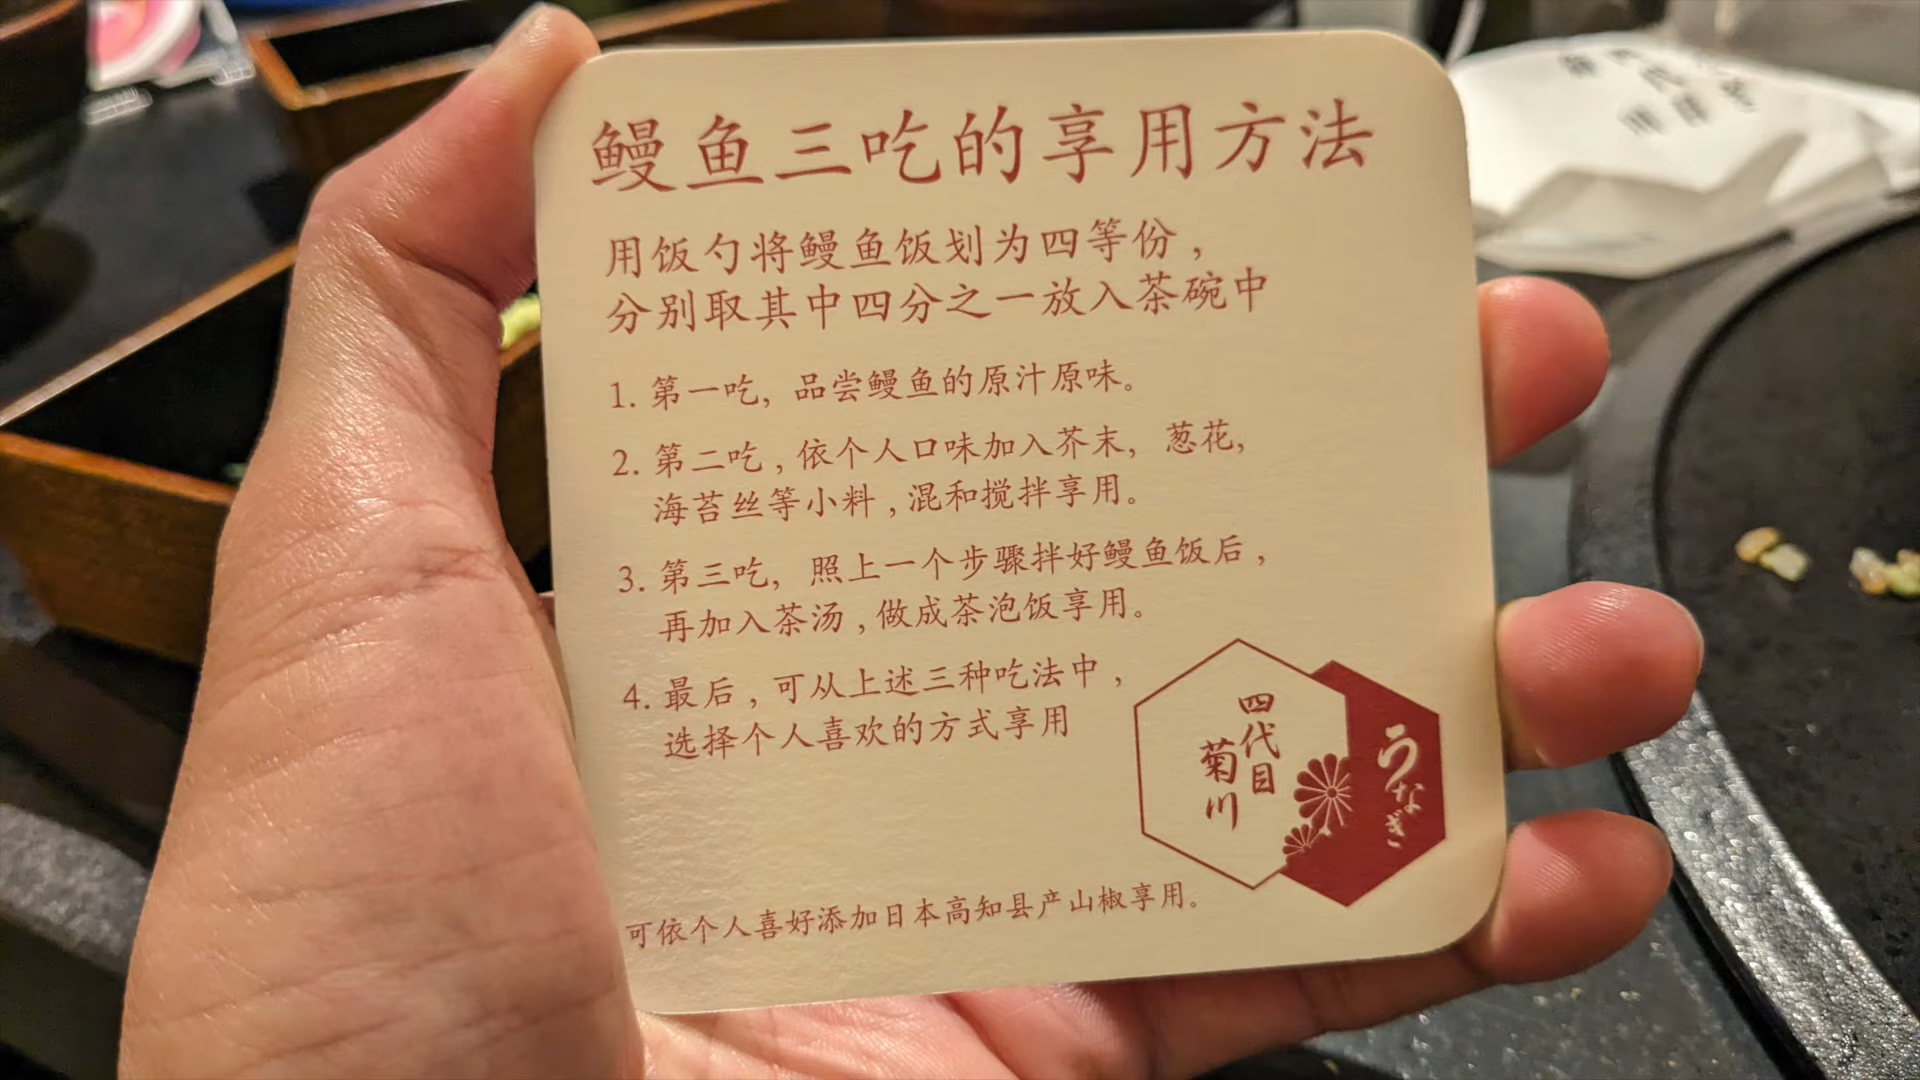 鳗鱼三吃的享用方法
用饭勺将鳗鱼饭划为四等份，
分别取其中四分之一放入茶碗中
1. 第一吃，品尝鳗鱼的原汁原味。
2. 第二吃，依个人口味加入芥末，葱花，
海苔丝等小料，混和搅拌享用。
3. 第三吃，照上一个步骤拌好鳗鱼饭后，
再加入茶汤，做成茶泡饭享用。
4. 最后，可从上述三种吃法中，
选择个人喜欢的方式享用
四代目
菊川
うなぎ
可依个人喜好添加日本高知县产山椒享用。